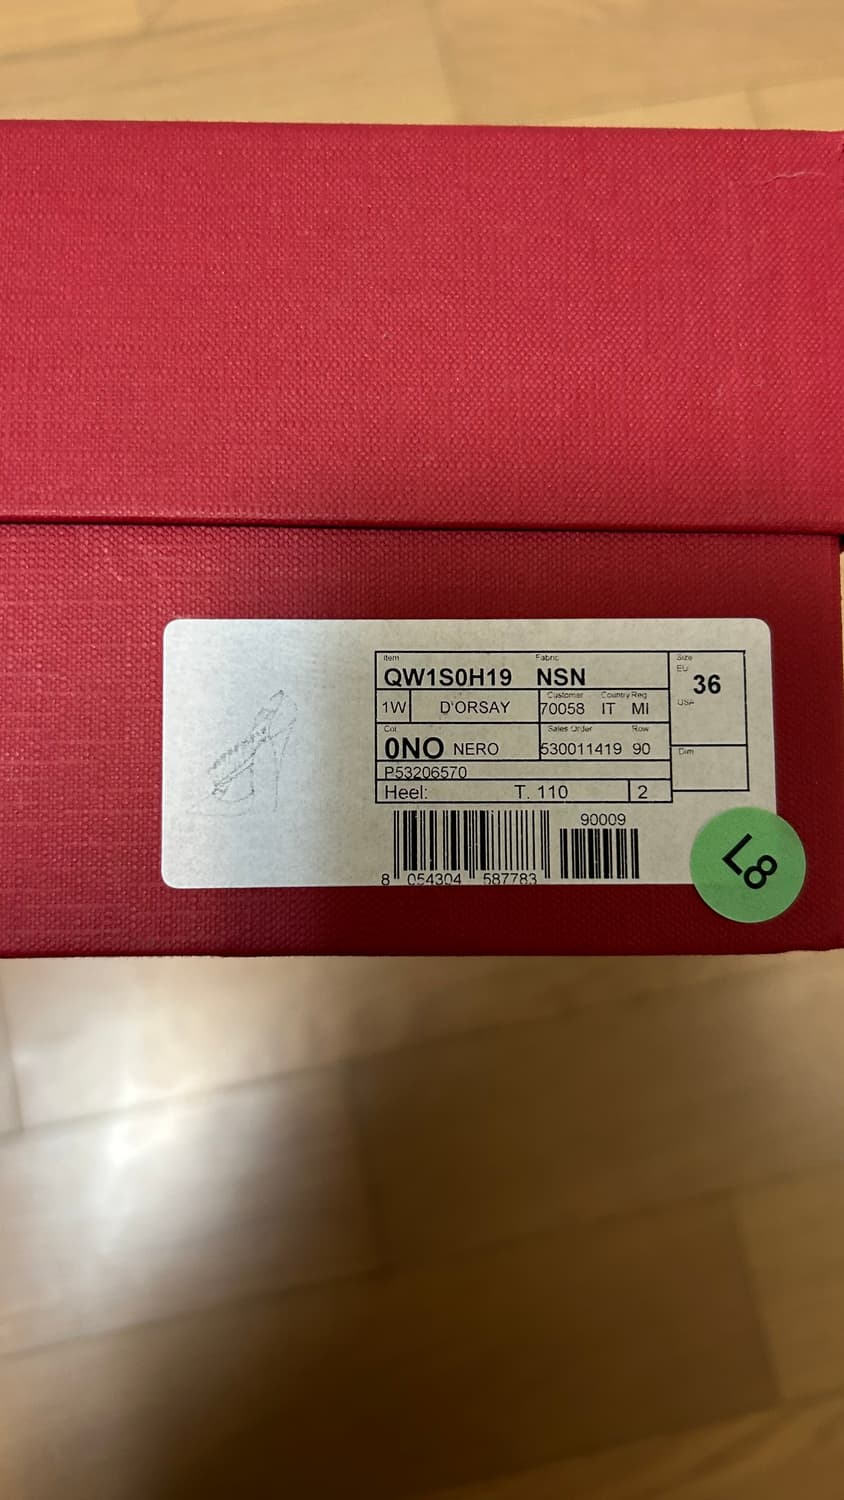 Item Fabric Size
QW1S0H19 NSN EU 36
1W D'ORSAY Customer Country Reg USA
70058 IT MI
Col Sales Order Row
0NO NERO 530011419 90 Dim
P53206570
Heel: T. 110 2
90009
8 054304 587783
L8